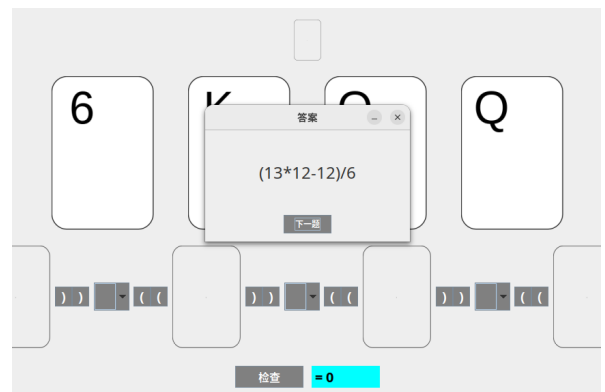 6
K
Q
Q
答案
(13*12-12)/6
下一题
) ) ( ( ) ) ( ( ) ) ( (
检查 = 0